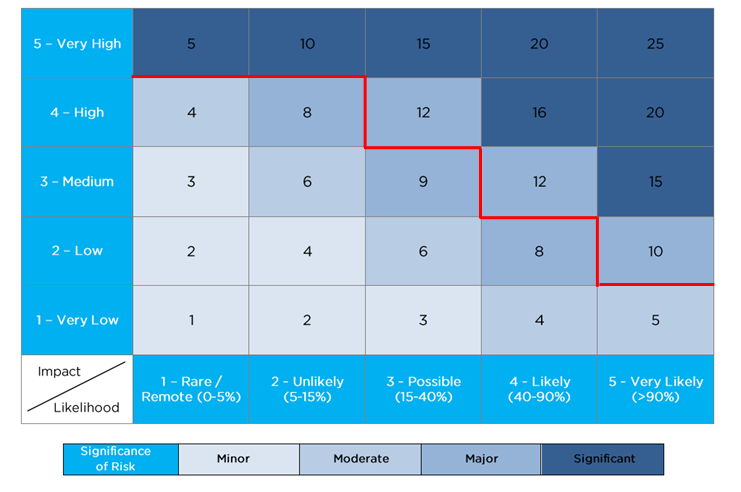 5 – Very High 5 10 15 20 25
4 – High 4 8 12 16 20
3 – Medium 3 6 9 12 15
2 – Low 2 4 6 8 10
1 – Very Low 1 2 3 4 5
Impact
Likelihood
1 – Rare /
Remote (0-5%)
2 - Unlikely
(5-15%)
3 - Possible
(15-40%)
4 - Likely
(40-90%)
5 - Very Likely
(>90%)
Significance
of Risk
Minor
Moderate
Major
Significant